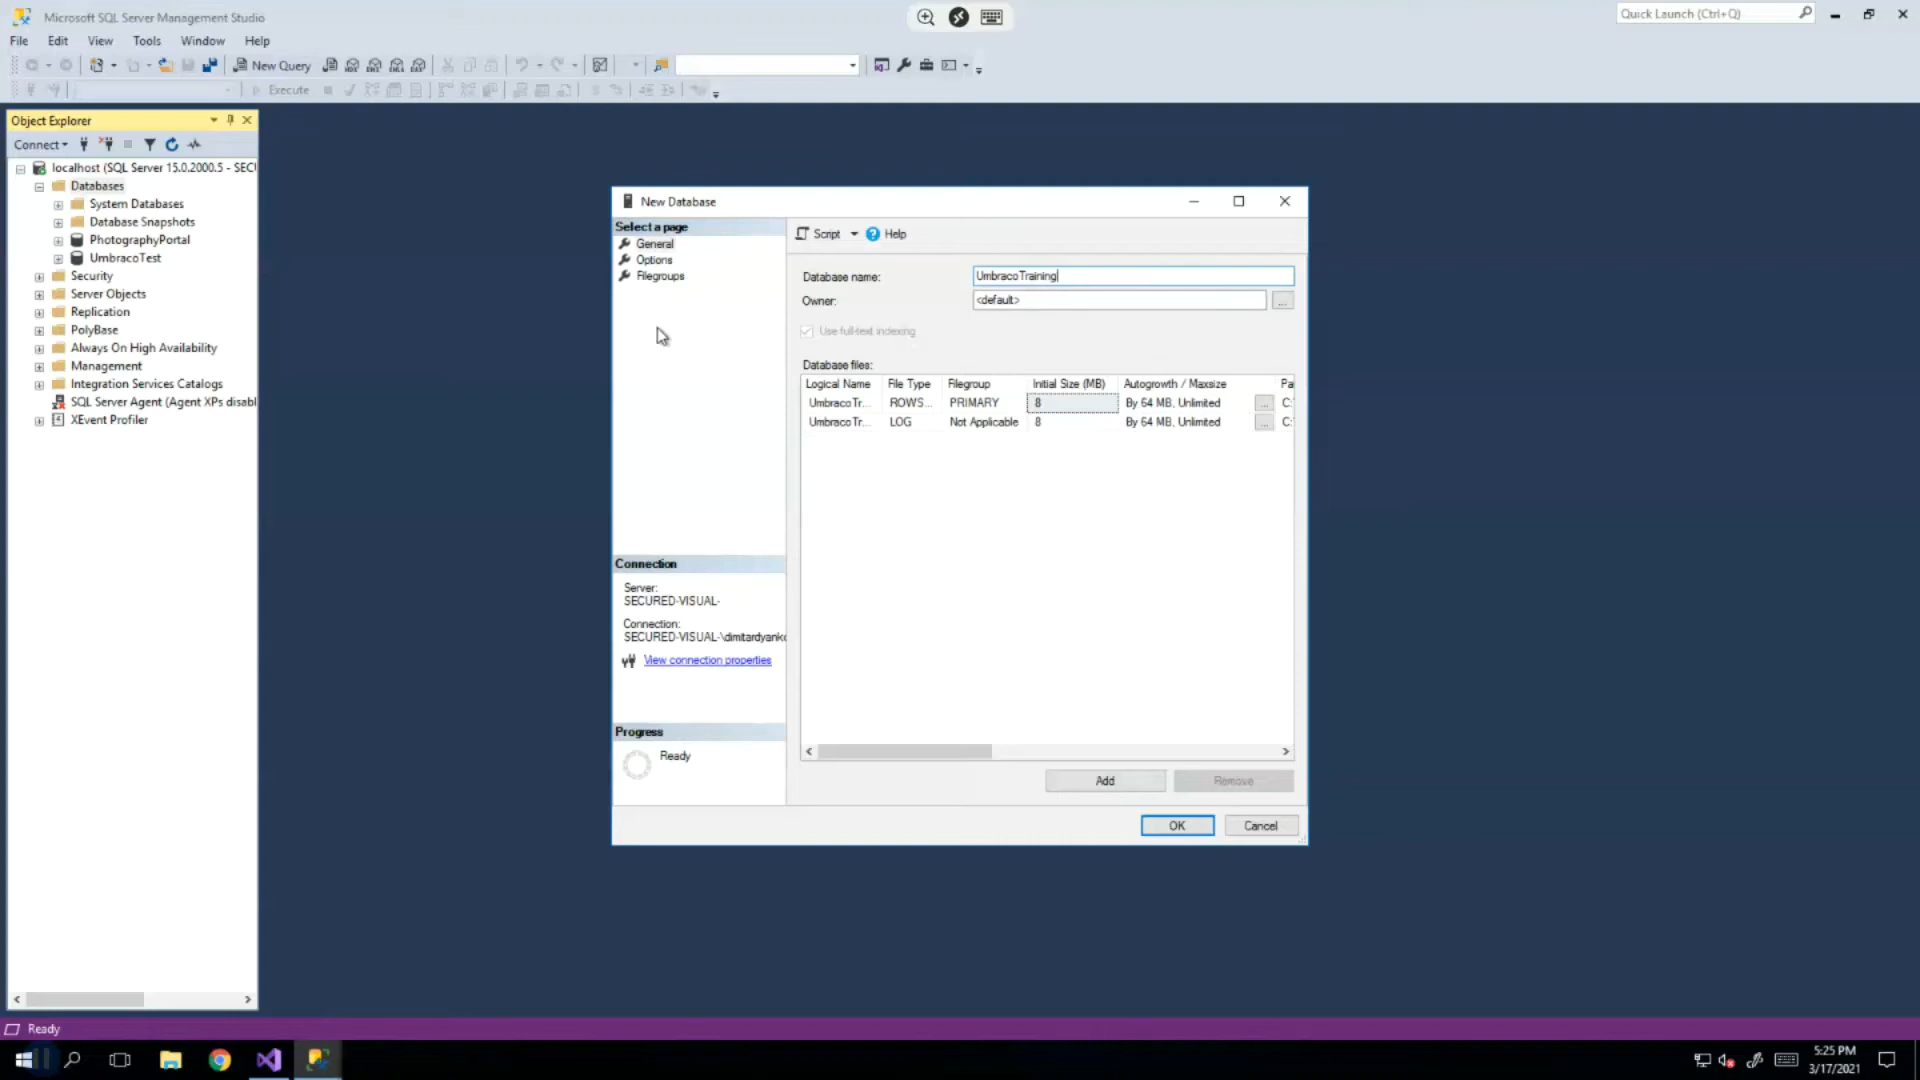 Microsoft SQL Server Management Studio
Quick Launch (Ctrl+Q)
File Edit View Tools Window Help
New Query
Execute
Object Explorer
Connect
localhost (SQL Server 15.0.2000.5 - SECU
Databases
System Databases
Database Snapshots
PhotographyPortal
UmbracoTest
Security
Server Objects
Replication
PolyBase
Always On High Availability
Management
Integration Services Catalogs
SQL Server Agent (Agent XPs disabl
XEvent Profiler
New Database
Select a page
General
Options
Filegroups
Script Help
Database name: UmbracoTraining
Owner: <default>
...
Use full-text indexing
Database files:
Logical Name File Type Filegroup Initial Size (MB) Autogrowth / Maxsize Pa
UmbracoTr... ROWS... PRIMARY 8 By 64 MB, Unlimited ... C:
UmbracoTr... LOG Not Applicable 8 By 64 MB, Unlimited ... C:
Connection
Server:
SECURED-VISUAL-
Connection:
SECURED-VISUAL-\dimitardyanko
View connection properties
Progress
Ready
Add Remove
OK Cancel
Ready
5:25 PM
3/17/2021